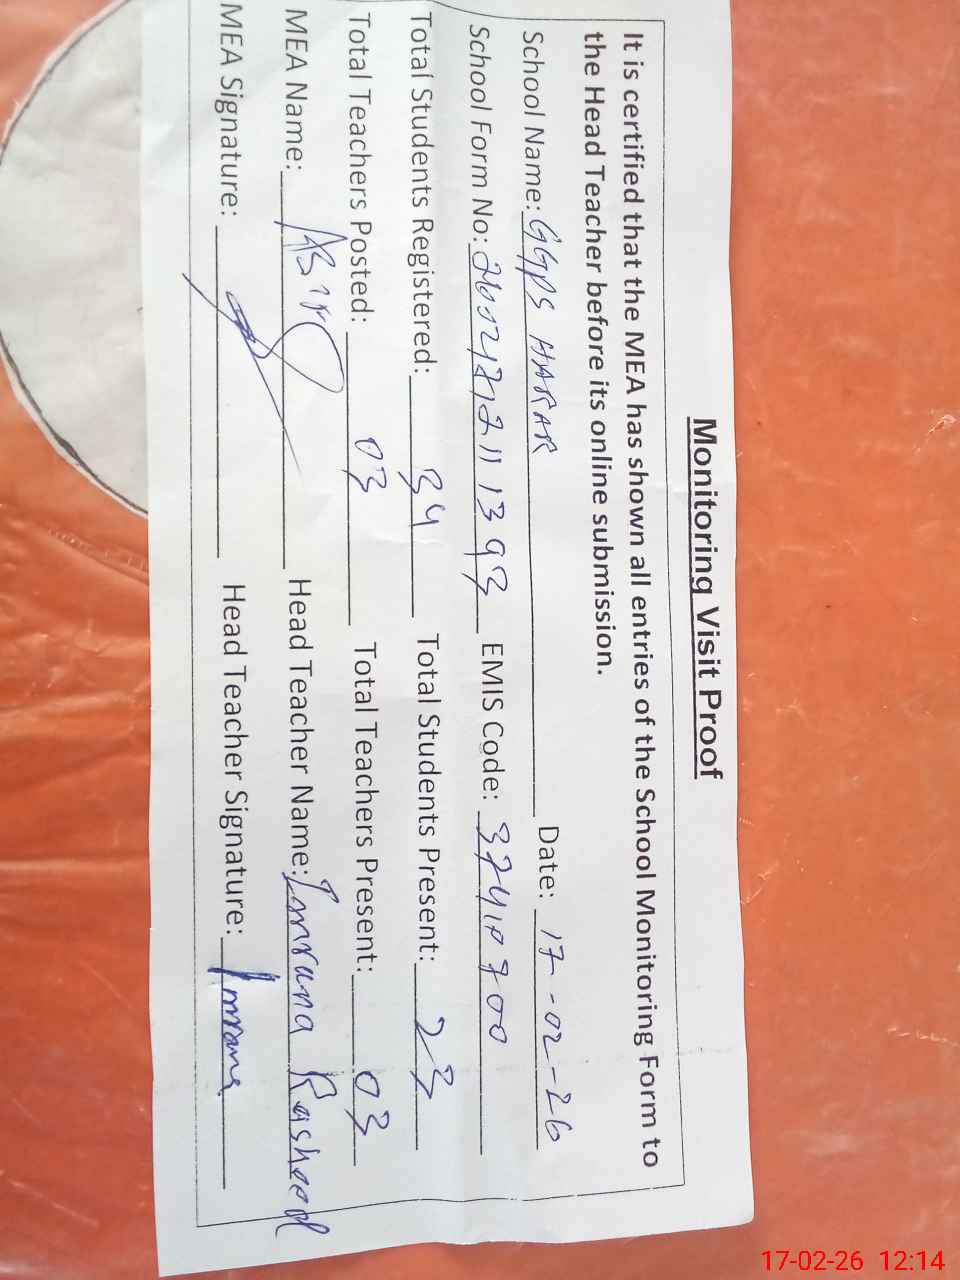 Monitoring Visit Proof
It is certified that the MEA has shown all entries of the School Monitoring Form to
the Head Teacher before its online submission.
School Name: GGPS HARAR Date: 17-02-26
School Form No: EMIS Code: 37410700
Total Students Registered: 34 Total Students Present: 23
Total Teachers Posted: 03 Total Teachers Present: 03
MEA Name: Head Teacher Name: Imrana Rasheed
MEA Signature: Head Teacher Signature: Imrana
17-02-26 12:14